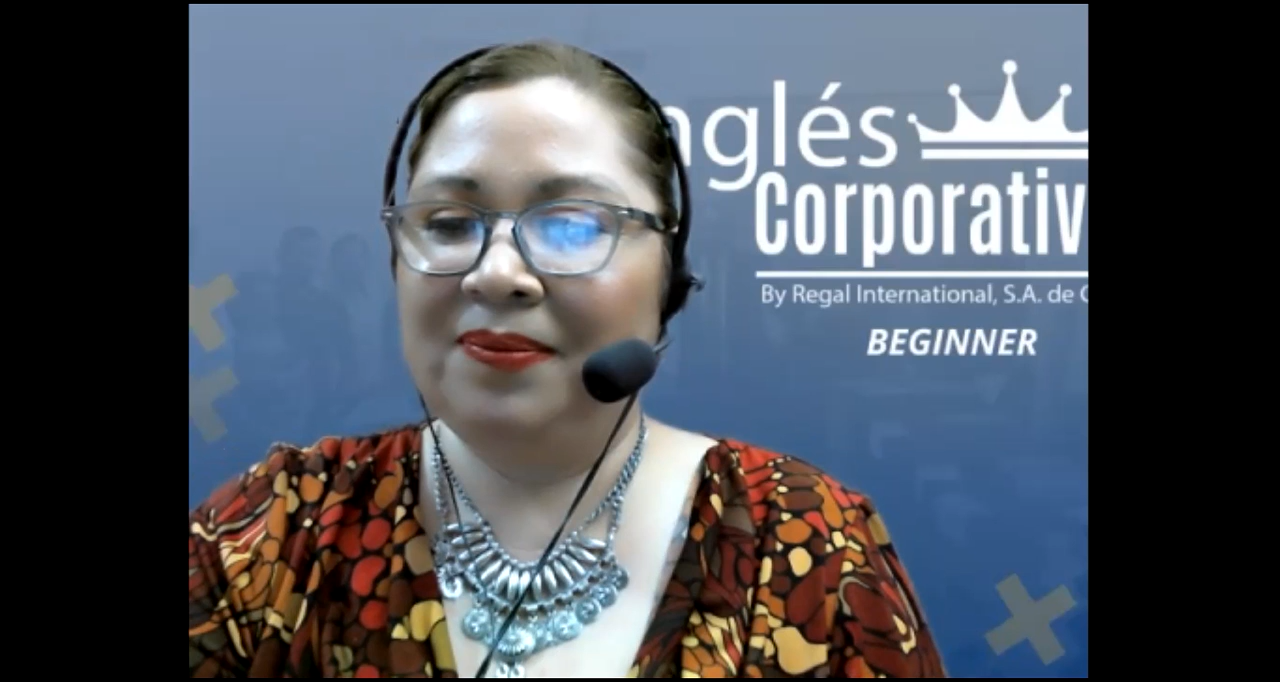 nglés
Corporativ
By Regal International, S.A. de C
BEGINNER